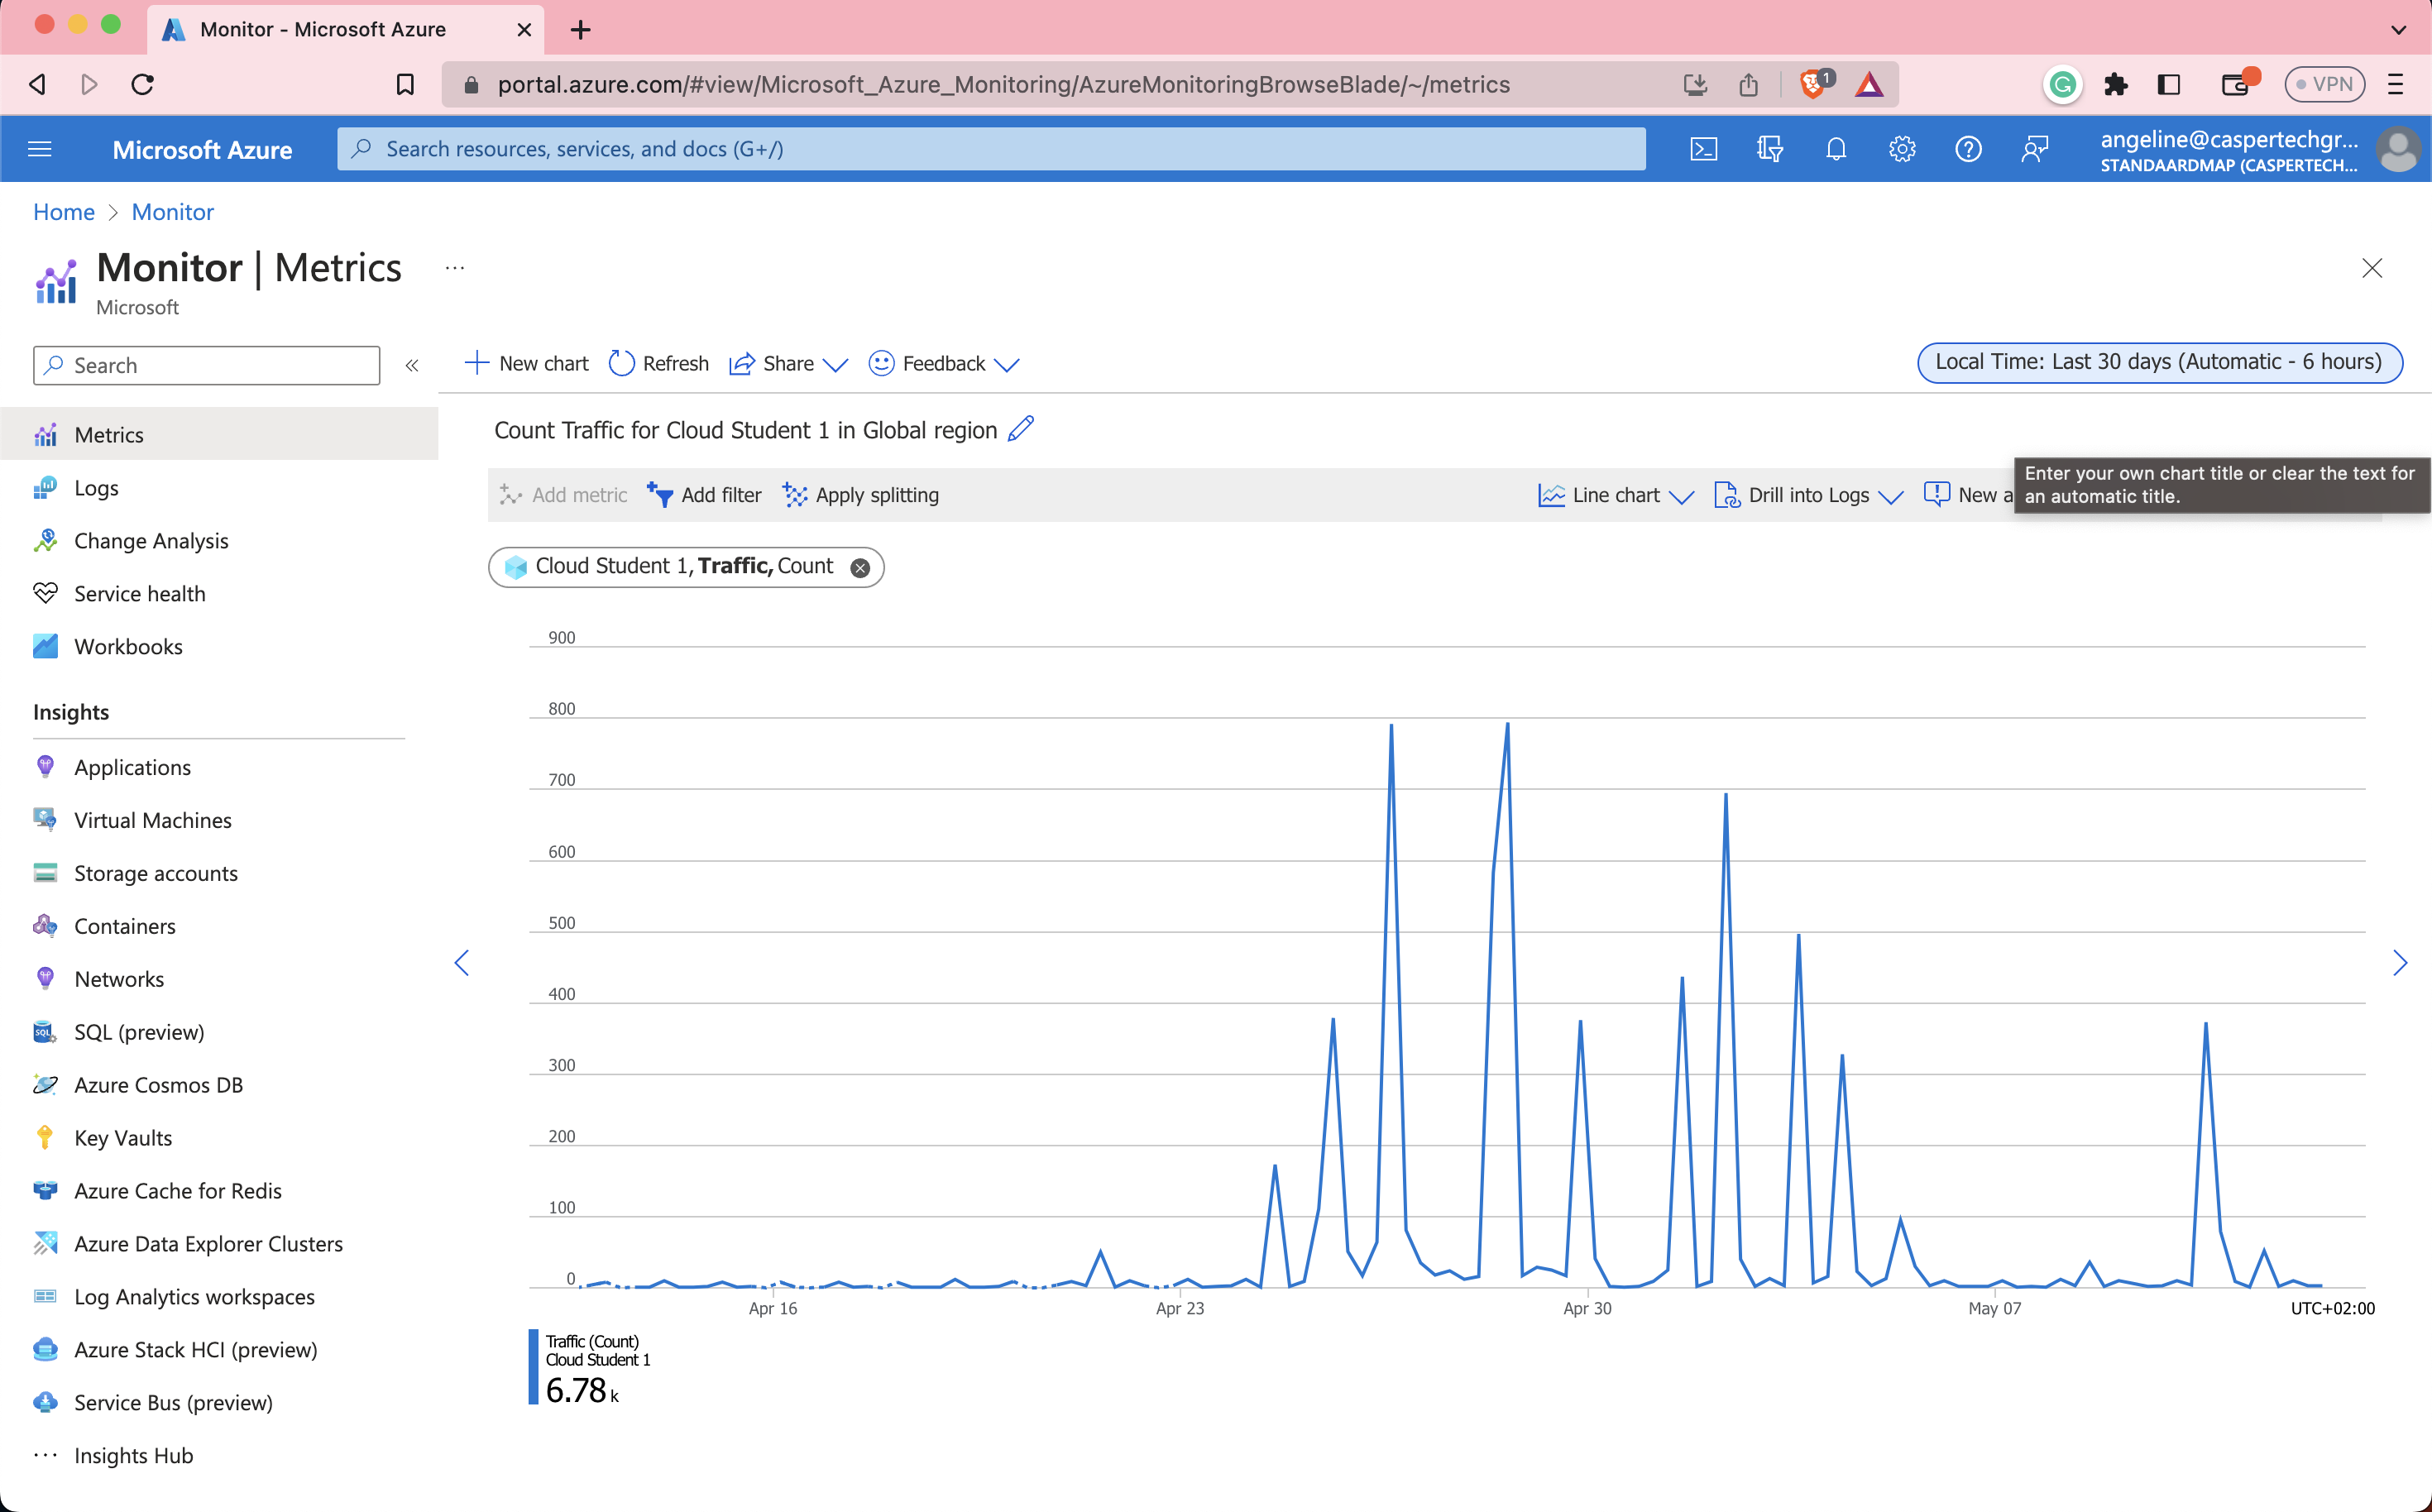 Monitor - Microsoft Azure
portal.azure.com/#view/Microsoft_Azure_Monitoring/AzureMonitoringBrowseBlade/~/metrics
1
G
VPN
Microsoft Azure
Search resources, services, and docs (G+/)
angeline@caspertechgr...
STANDAARDMAP (CASPERTECH...
Home > Monitor
Monitor | Metrics
...
Microsoft
Search
«
New chart
Refresh
Share
Feedback
Local Time: Last 30 days (Automatic - 6 hours)
Metrics
Logs
Change Analysis
Service health
Workbooks
Insights
Applications
Virtual Machines
Storage accounts
Containers
Networks
SQL (preview)
Azure Cosmos DB
Key Vaults
Azure Cache for Redis
Azure Data Explorer Clusters
Log Analytics workspaces
Azure Stack HCI (preview)
Service Bus (preview)
... Insights Hub
Count Traffic for Cloud Student 1 in Global region
Add metric
Add filter
Apply splitting
Line chart
Drill into Logs
New a
Enter your own chart title or clear the text for
an automatic title.
Cloud Student 1, Traffic, Count
900
800
700
600
500
400
300
200
100
0
Apr 16
Apr 23
Apr 30
May 07
UTC+02:00
Traffic (Count)
Cloud Student 1
6.78 k